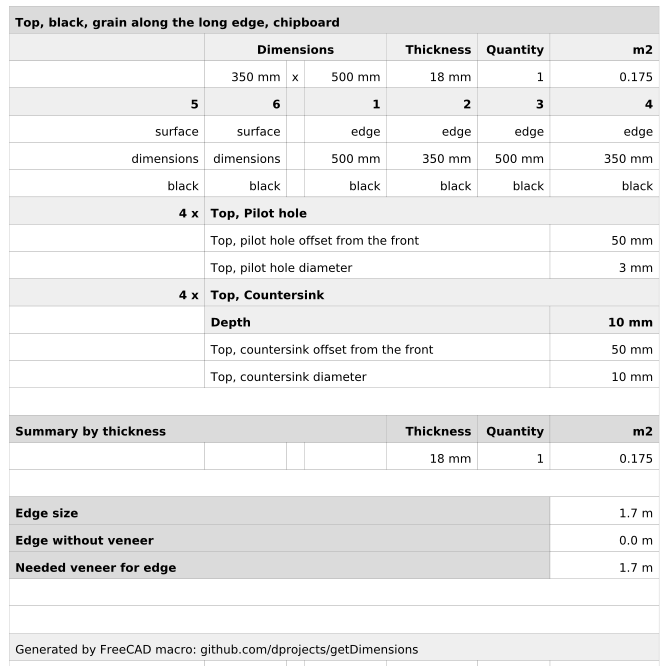 Top, black, grain along the long edge, chipboard
Dimensions Thickness Quantity m2
350 mm x 500 mm 18 mm 1 0.175
5 6 1 2 3 4
surface surface edge edge edge edge
dimensions dimensions 500 mm 350 mm 500 mm 350 mm
black black black black black black
4 x Top, Pilot hole
Top, pilot hole offset from the front 50 mm
Top, pilot hole diameter 3 mm
4 x Top, Countersink
Depth 10 mm
Top, countersink offset from the front 50 mm
Top, countersink diameter 10 mm
Summary by thickness Thickness Quantity m2
18 mm 1 0.175
Edge size 1.7 m
Edge without veneer 0.0 m
Needed veneer for edge 1.7 m
Generated by FreeCAD macro: github.com/dprojects/getDimensions